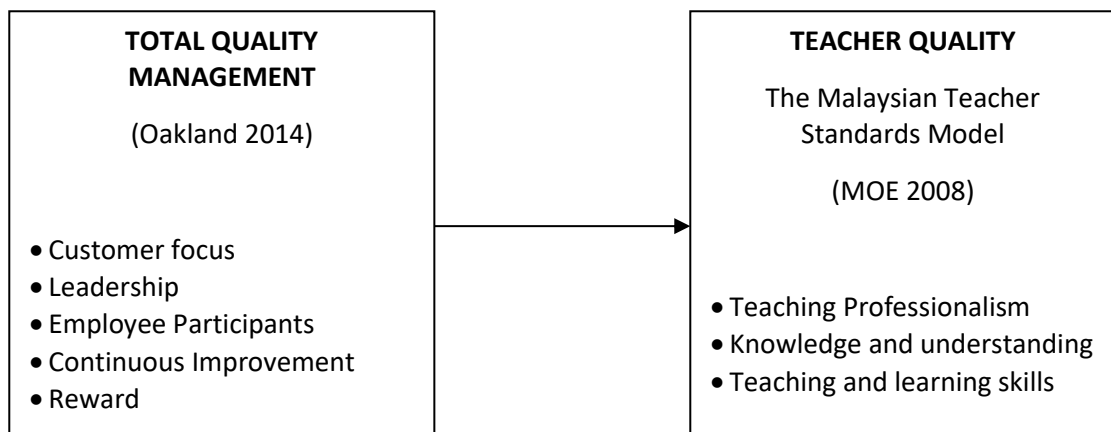 TOTAL QUALITY
MANAGEMENT
(Oakland 2014)
• Customer focus
• Leadership
• Employee Participants
• Continuous Improvement
• Reward
TEACHER QUALITY
The Malaysian Teacher
Standards Model
(MOE 2008)
• Teaching Professionalism
• Knowledge and understanding
• Teaching and learning skills